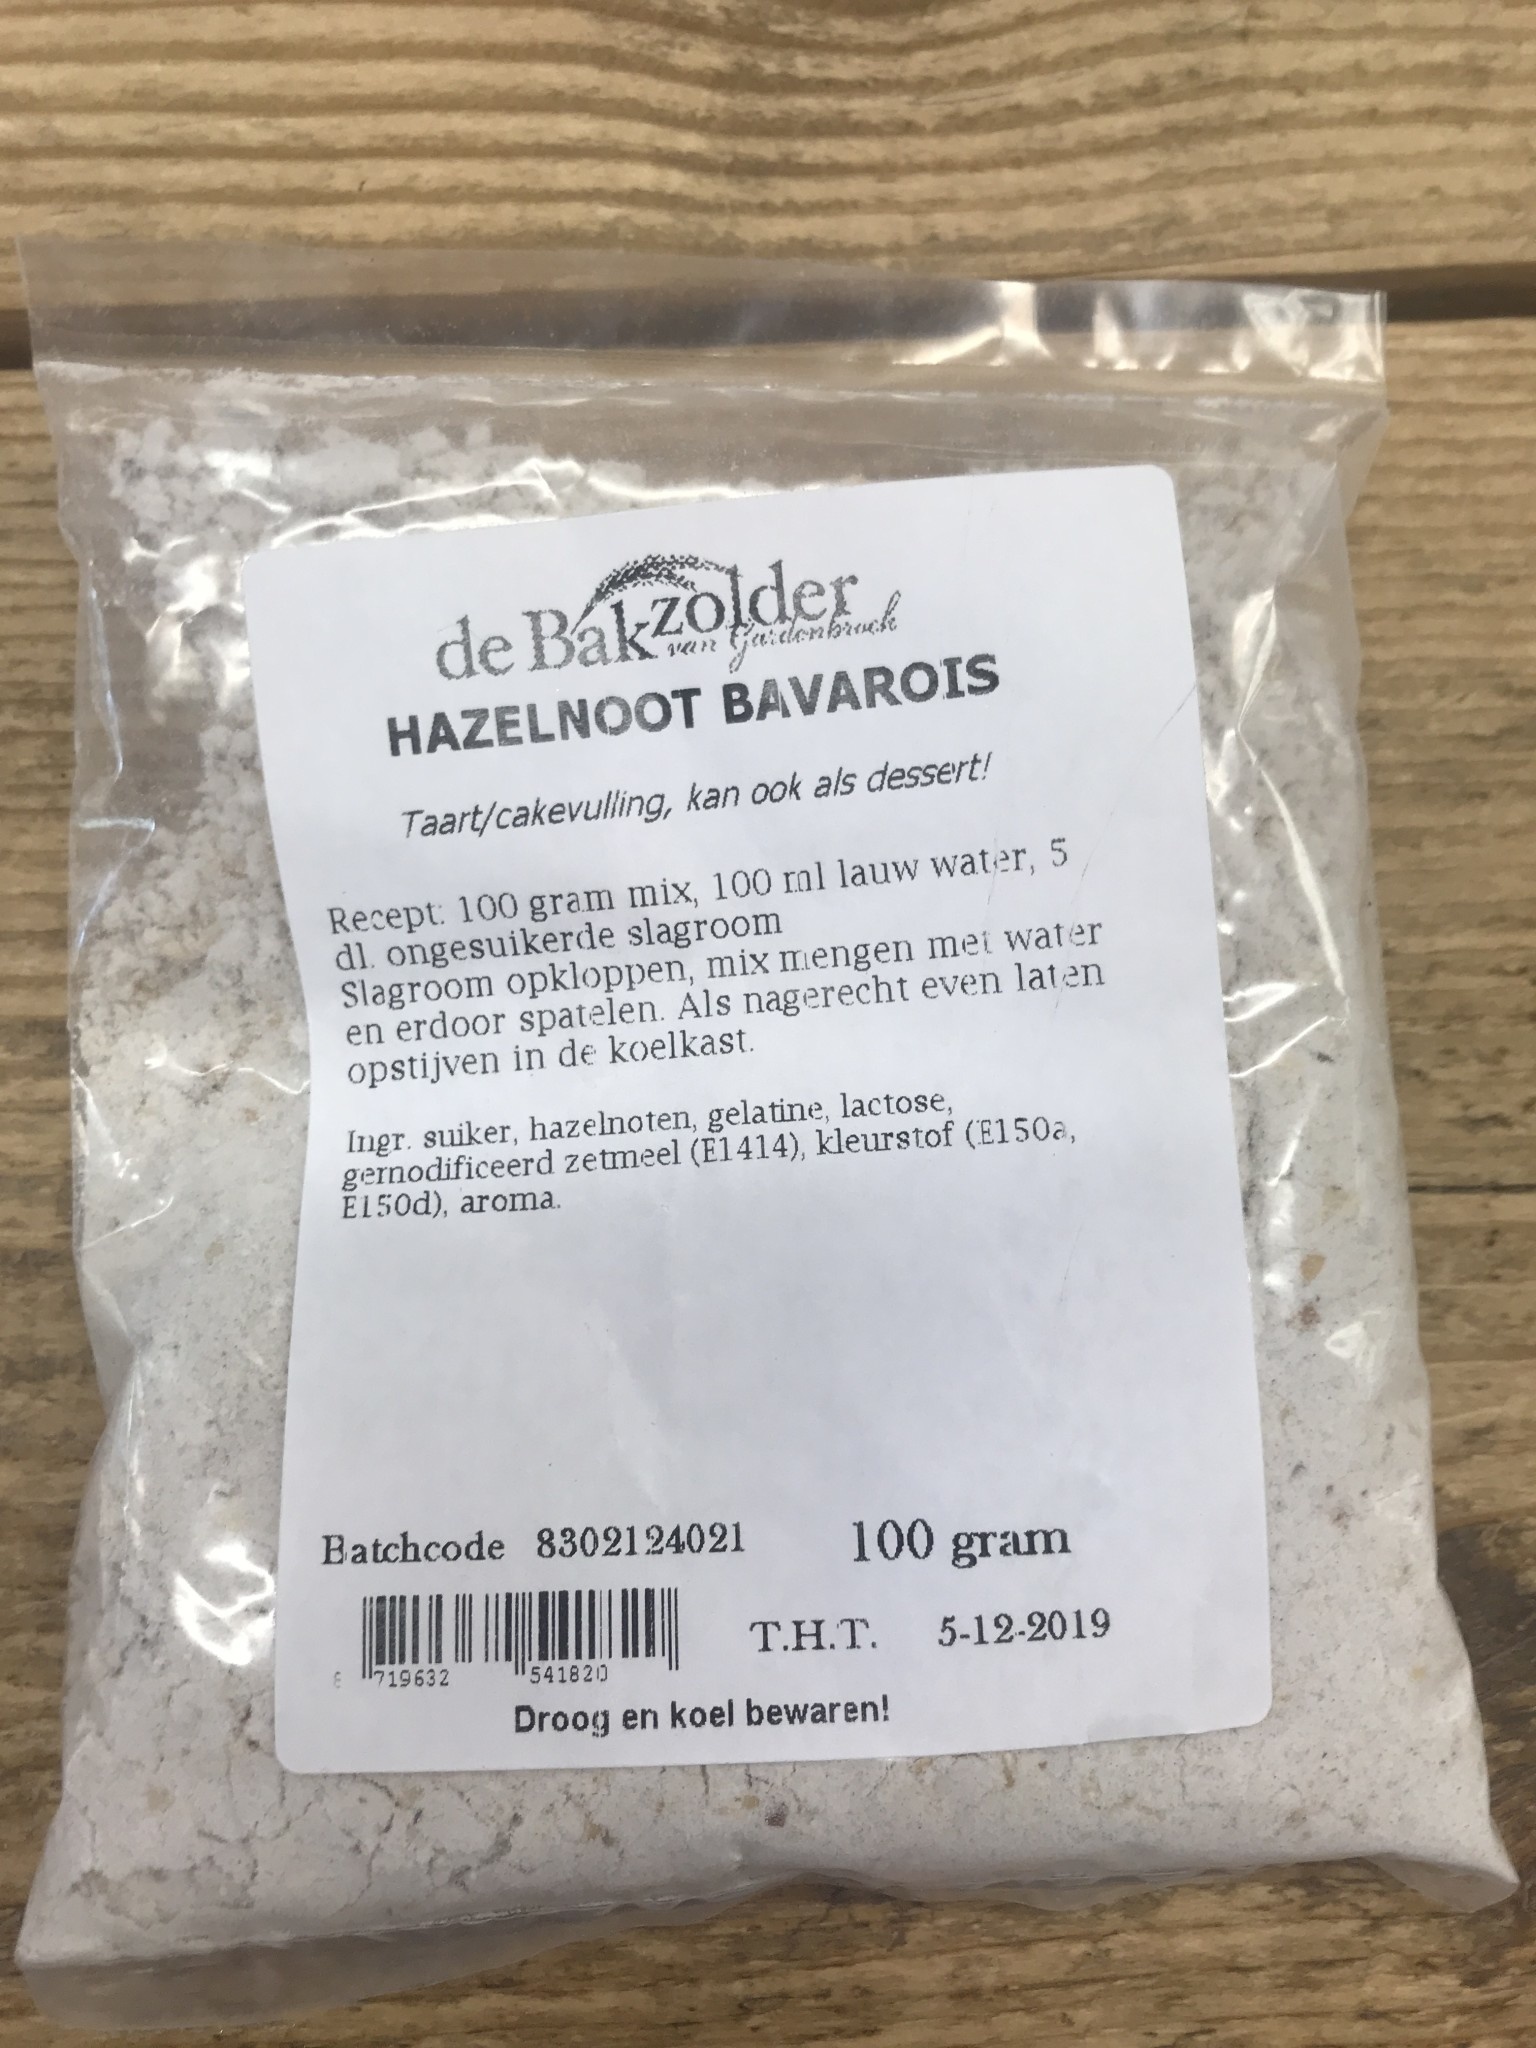 de Bakzolder
van Gardenbroek
HAZELNOOT BAVAROIS
Taart/cakevulling, kan ook als dessert!
Recept: 100 gram mix, 100 ml lauw water, 5
dl. ongesuikerde slagroom
Slagroom opkloppen, mix mengen met water
en erdoor spatelen. Als nagerecht even laten
opstijven in de koelkast.
Ingr. suiker, hazelnoten, gelatine, lactose,
gemodificeerd zetmeel (E1414), kleurstof (E150a,
E150d), aroma.
Batchcode 8302124021 100 gram
8 719632 541820
T.H.T. 5-12-2019
Droog en koel bewaren!